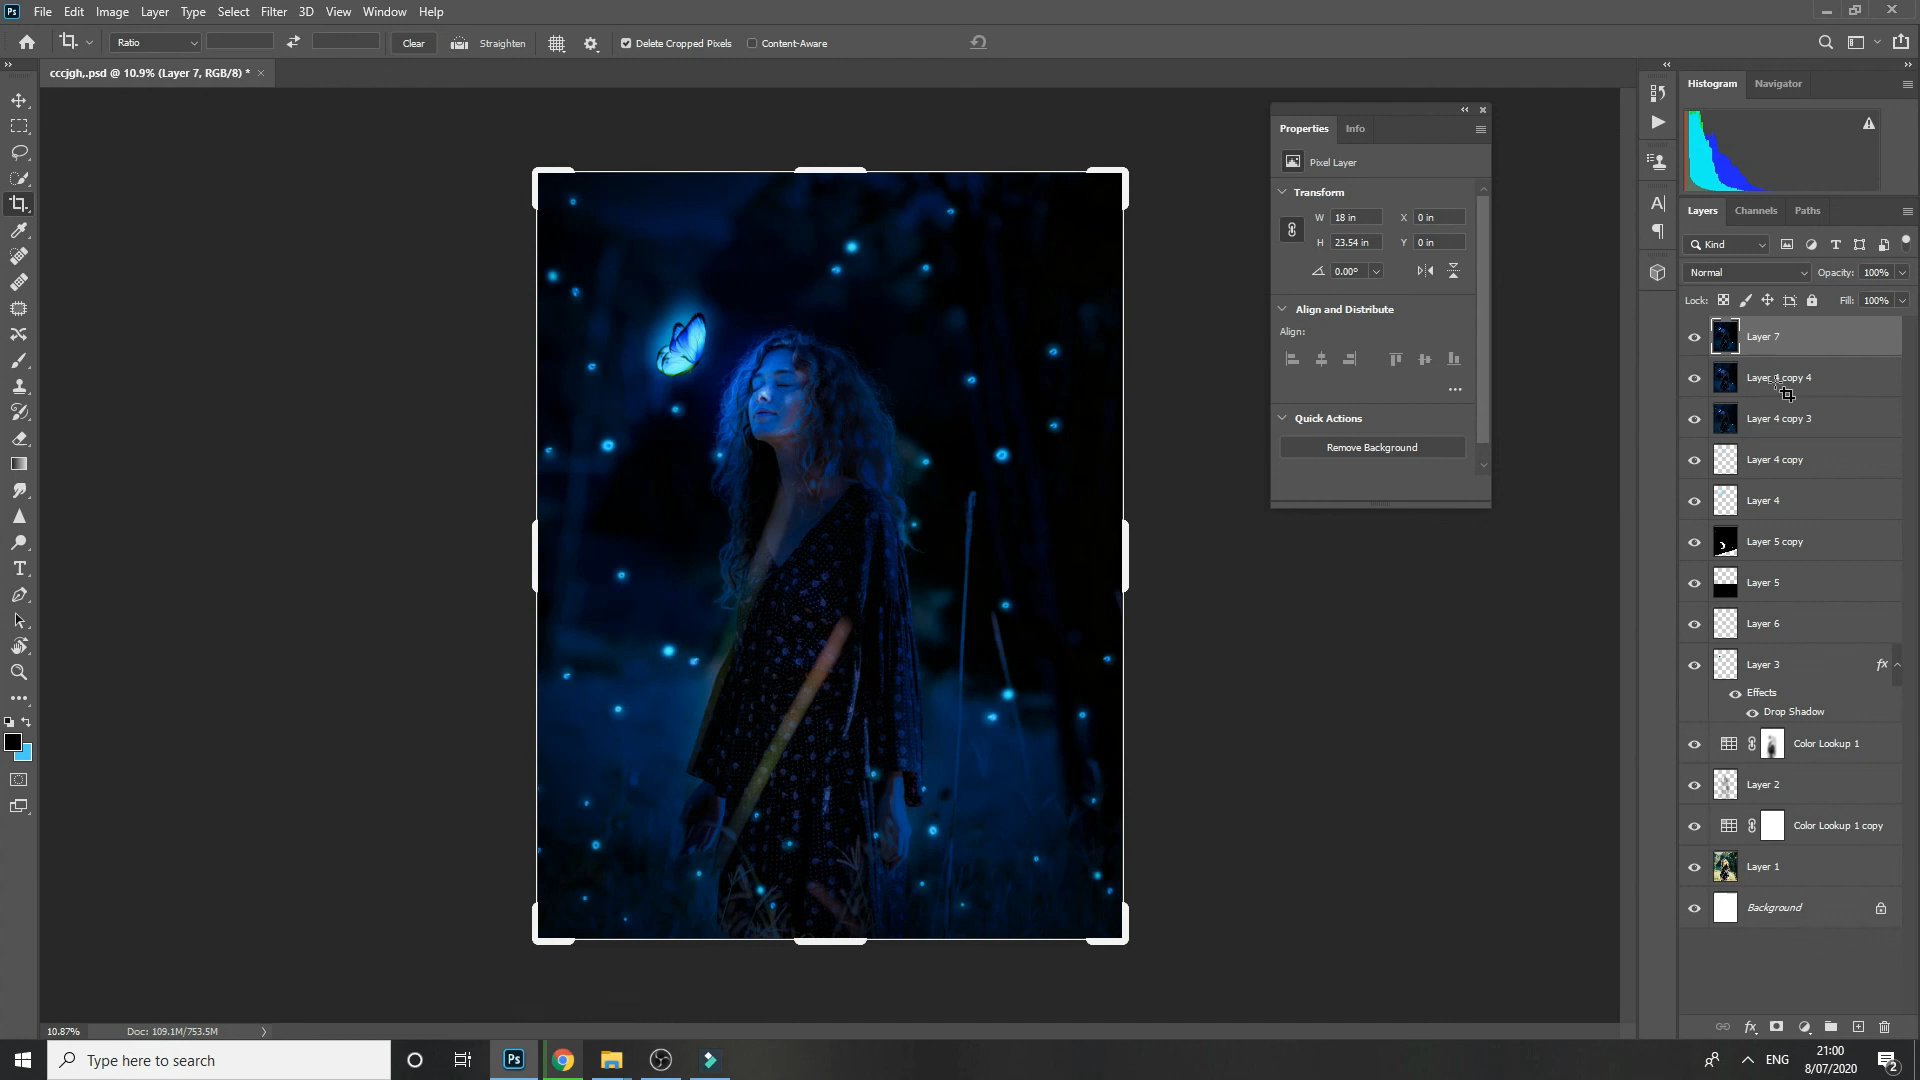 Ps File Edit Image Layer Type Select Filter 3D View Window Help
Ratio Clear Straighten Delete Cropped Pixels Content-Aware
cccjgh,.psd @ 10.9% (Layer 7, RGB/8) *
Histogram Navigator
Properties Info
Pixel Layer
Transform
W 18 in X 0 in
H 23.54 in Y 0 in
0.00°
Align and Distribute
Align:
Quick Actions
Remove Background
Layers Channels Paths
Kind
Normal Opacity: 100%
Lock: Fill: 100%
Layer 7
Layer 4 copy 4
Layer 4 copy 3
Layer 4 copy
Layer 4
Layer 5 copy
Layer 5
Layer 6
Layer 3 fx
Effects
Drop Shadow
Color Lookup 1
Layer 2
Color Lookup 1 copy
Layer 1
Background
fx
10.87% Doc: 109.1M/753.5M
Type here to search
Ps
ENG
21:00
8/07/2020
2